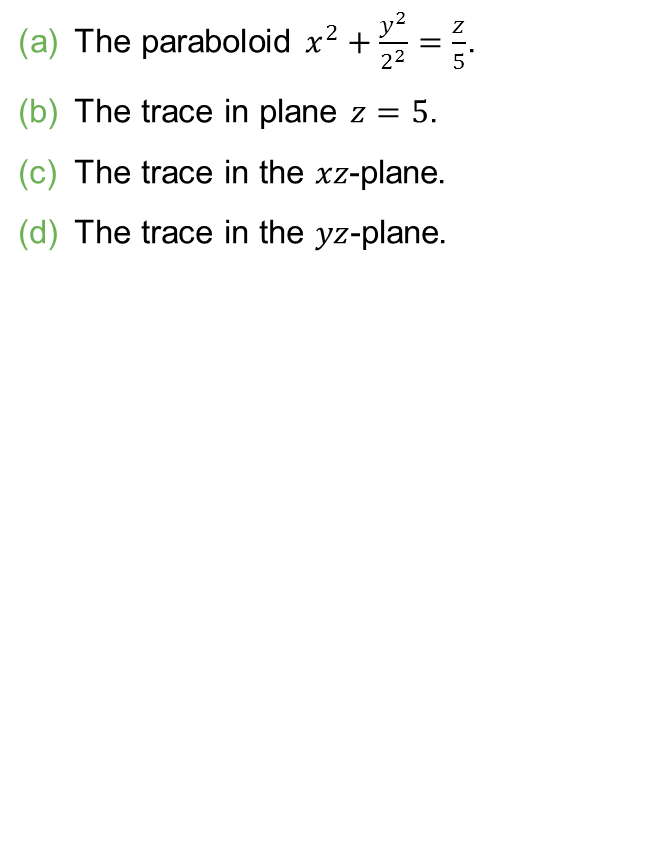 (a) The paraboloid x² + y²/2² = z/5.
(b) The trace in plane z = 5.
(c) The trace in the xz-plane.
(d) The trace in the yz-plane.